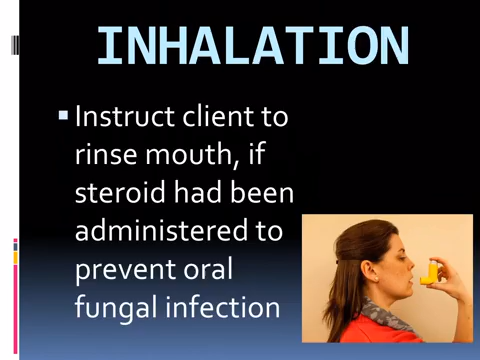 INHALATION
Instruct client to
rinse mouth, if
steroid had been
administered to
prevent oral
fungal infection